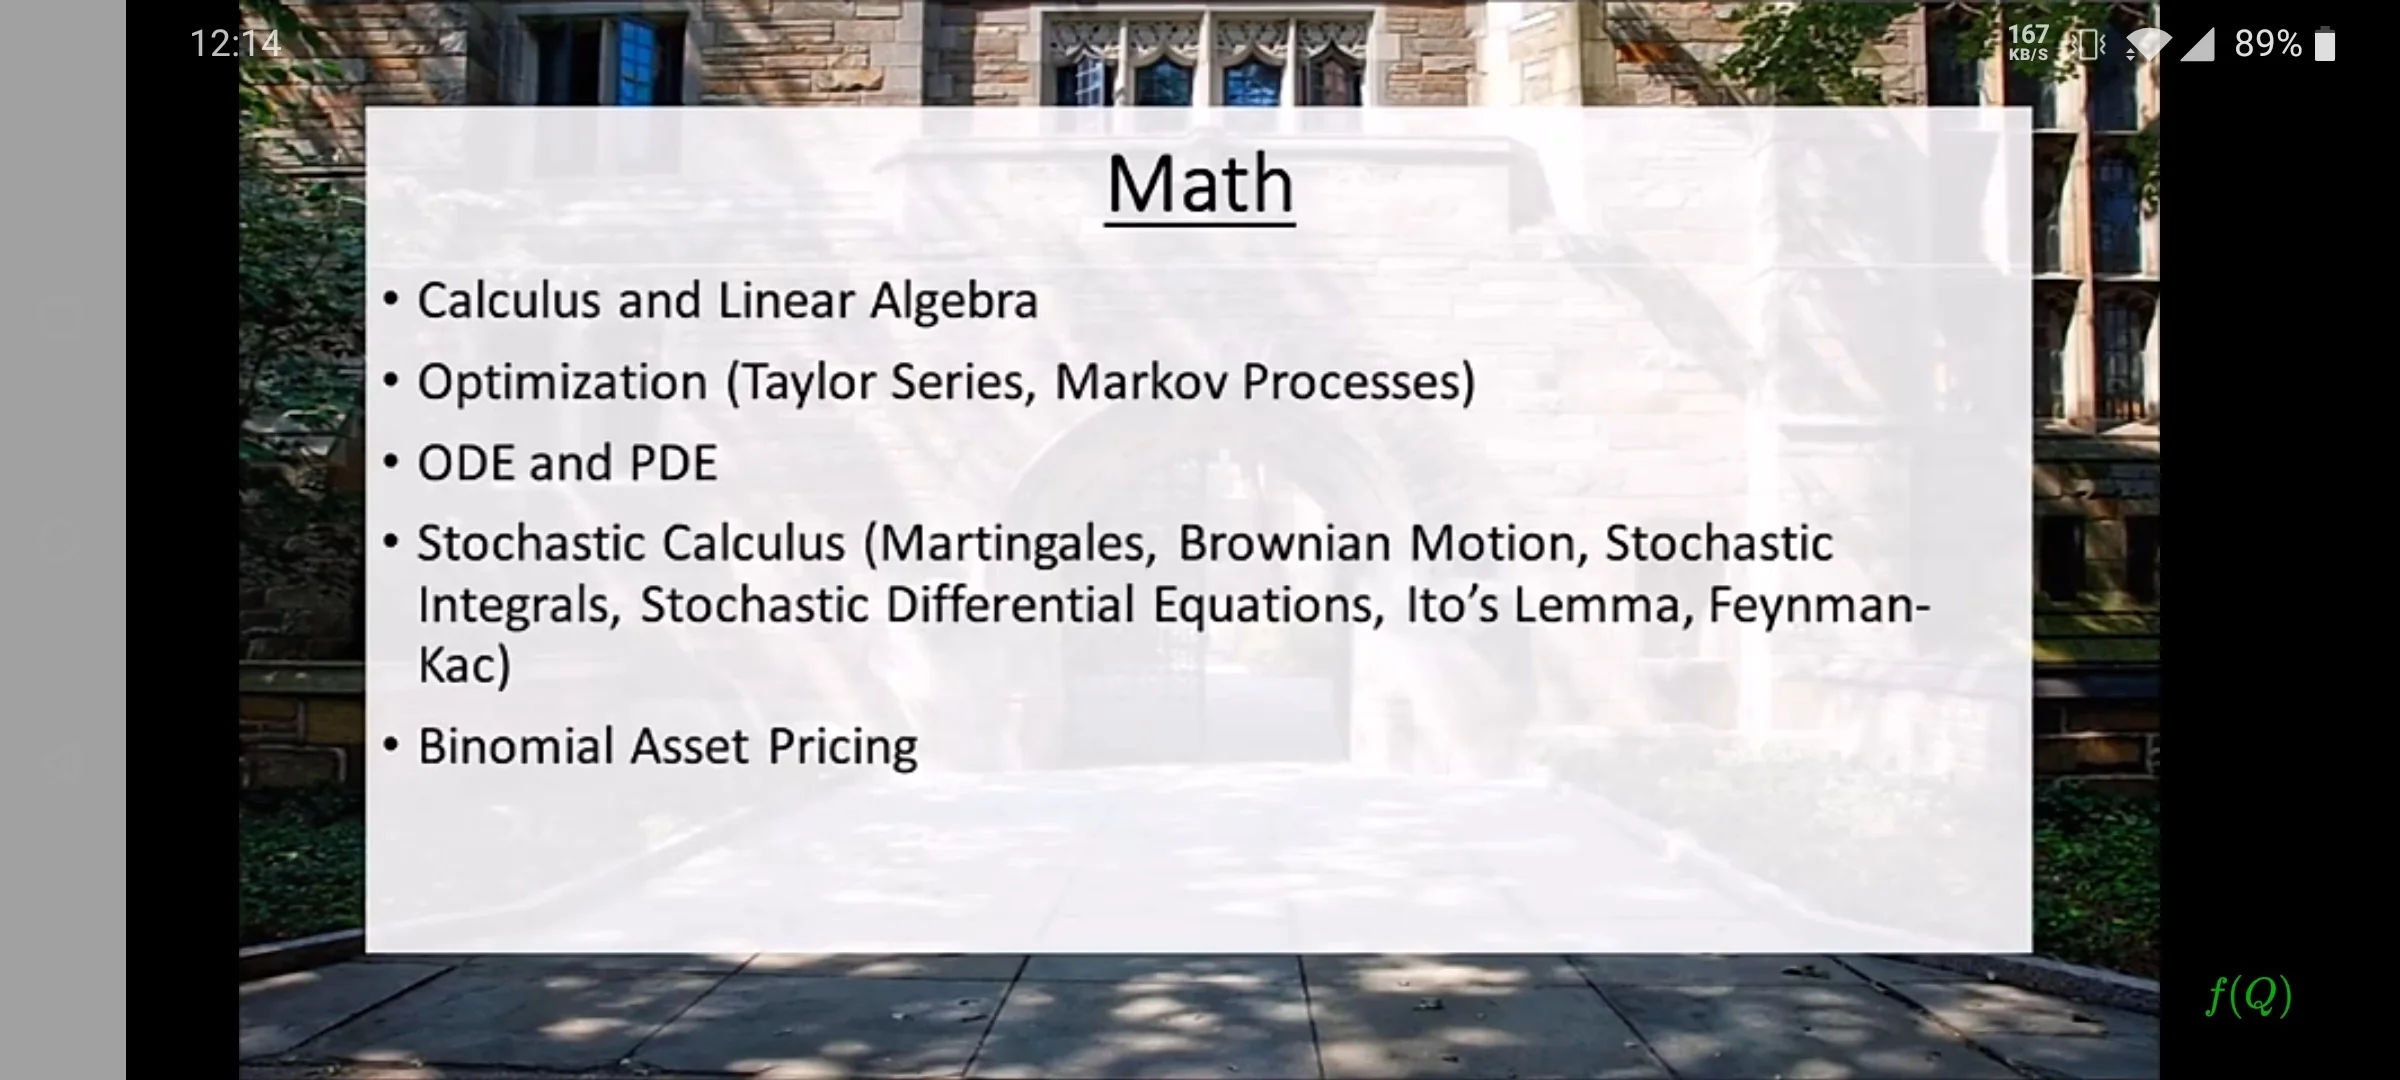 12:14
167
KB/S
89%
Math
• Calculus and Linear Algebra
• Optimization (Taylor Series, Markov Processes)
• ODE and PDE
• Stochastic Calculus (Martingales, Brownian Motion, Stochastic
Integrals, Stochastic Differential Equations, Ito’s Lemma, Feynman-
Kac)
• Binomial Asset Pricing
f(Q)